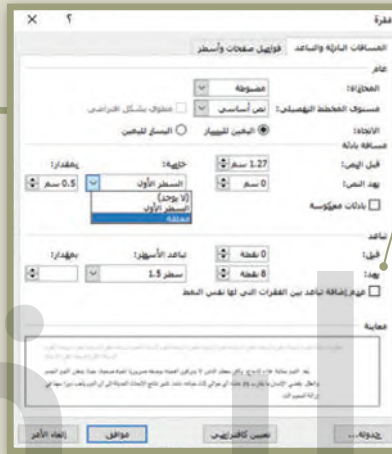 فقرة
؟ ×
المسافات البادئة والتباعد فواصل صفحات وأسطر
عام
المحاذاة: مضبوطة
مستوى المخطط التفصيلي: نص أساسي مطوي بشكل افتراضي
الاتجاه: اليمين لليسار اليسار لليمين
مسافة بادئة
قبل النص: 1.27 سم خاصة: بمقدار:
بعد النص: 0 سم السطر الأول 0.5 سم
(لا يوجد)
السطر الأول
معلقة
بادئات معكوسة
تباعد
قبل: 0 نقطة تباعد الأسطر: بمقدار:
بعد: 8 نقطة سطر 1.5
عدم إضافة تباعد بين الفقرات التي لها نفس النمط
معاينة
جدولة... تعيين كافتراضي موافق إلغاء الأمر